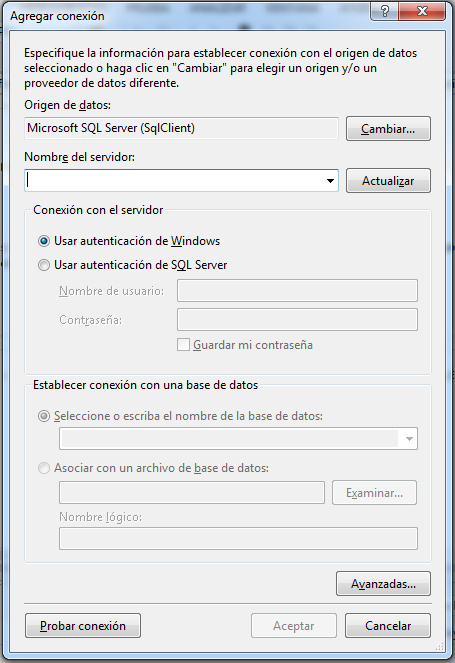 Agregar conexión
?
Especifique la información para establecer conexión con el origen de datos
seleccionado o haga clic en "Cambiar" para elegir un origen y/o un
proveedor de datos diferente.
Origen de datos:
Microsoft SQL Server (SqlClient)
Cambiar...
Nombre del servidor:
Actualizar
Conexión con el servidor
Usar autenticación de Windows
Usar autenticación de SQL Server
Nombre de usuario:
Contraseña:
Guardar mi contraseña
Establecer conexión con una base de datos
Seleccione o escriba el nombre de la base de datos:
Asociar con un archivo de base de datos:
Examinar...
Nombre lógico:
Avanzadas...
Probar conexión
Aceptar
Cancelar